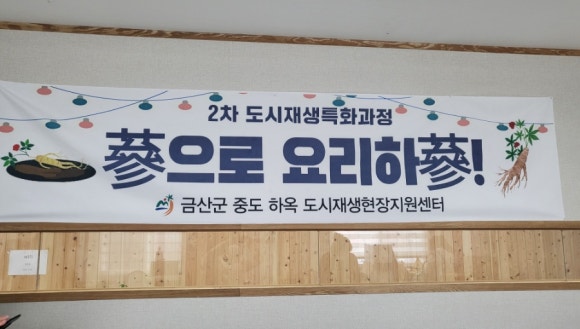 2차 도시재생특화과정
蔘으로 요리하蔘!
금산군 중도 하옥 도시재생현장지원센터